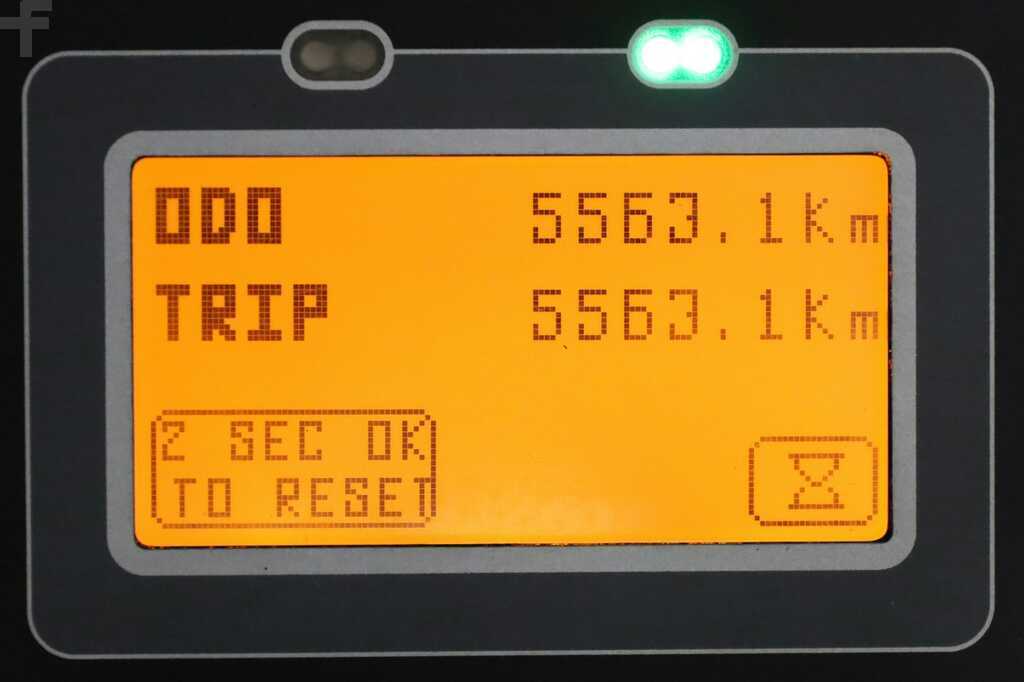 ODO 5563.1km
TRIP 5563.1km
2 SEC OK
TO RESET